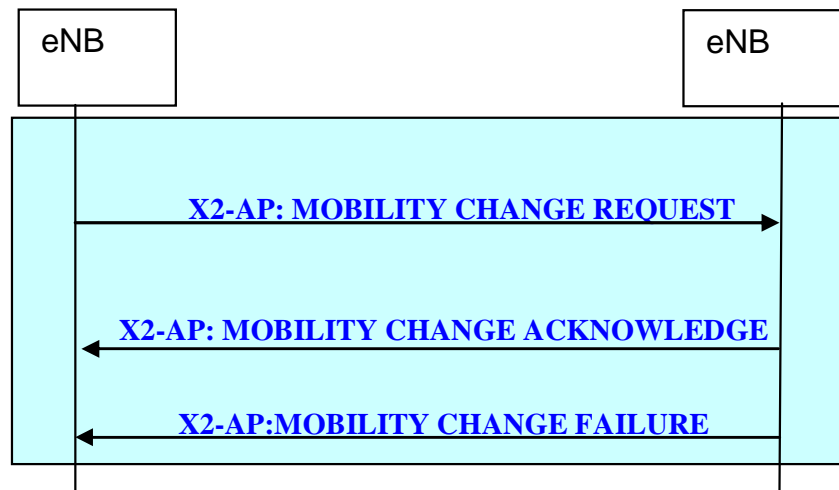 eNB
eNB
X2-AP: MOBILITY CHANGE REQUEST
X2-AP: MOBILITY CHANGE ACKNOWLEDGE
X2-AP:MOBILITY CHANGE FAILURE